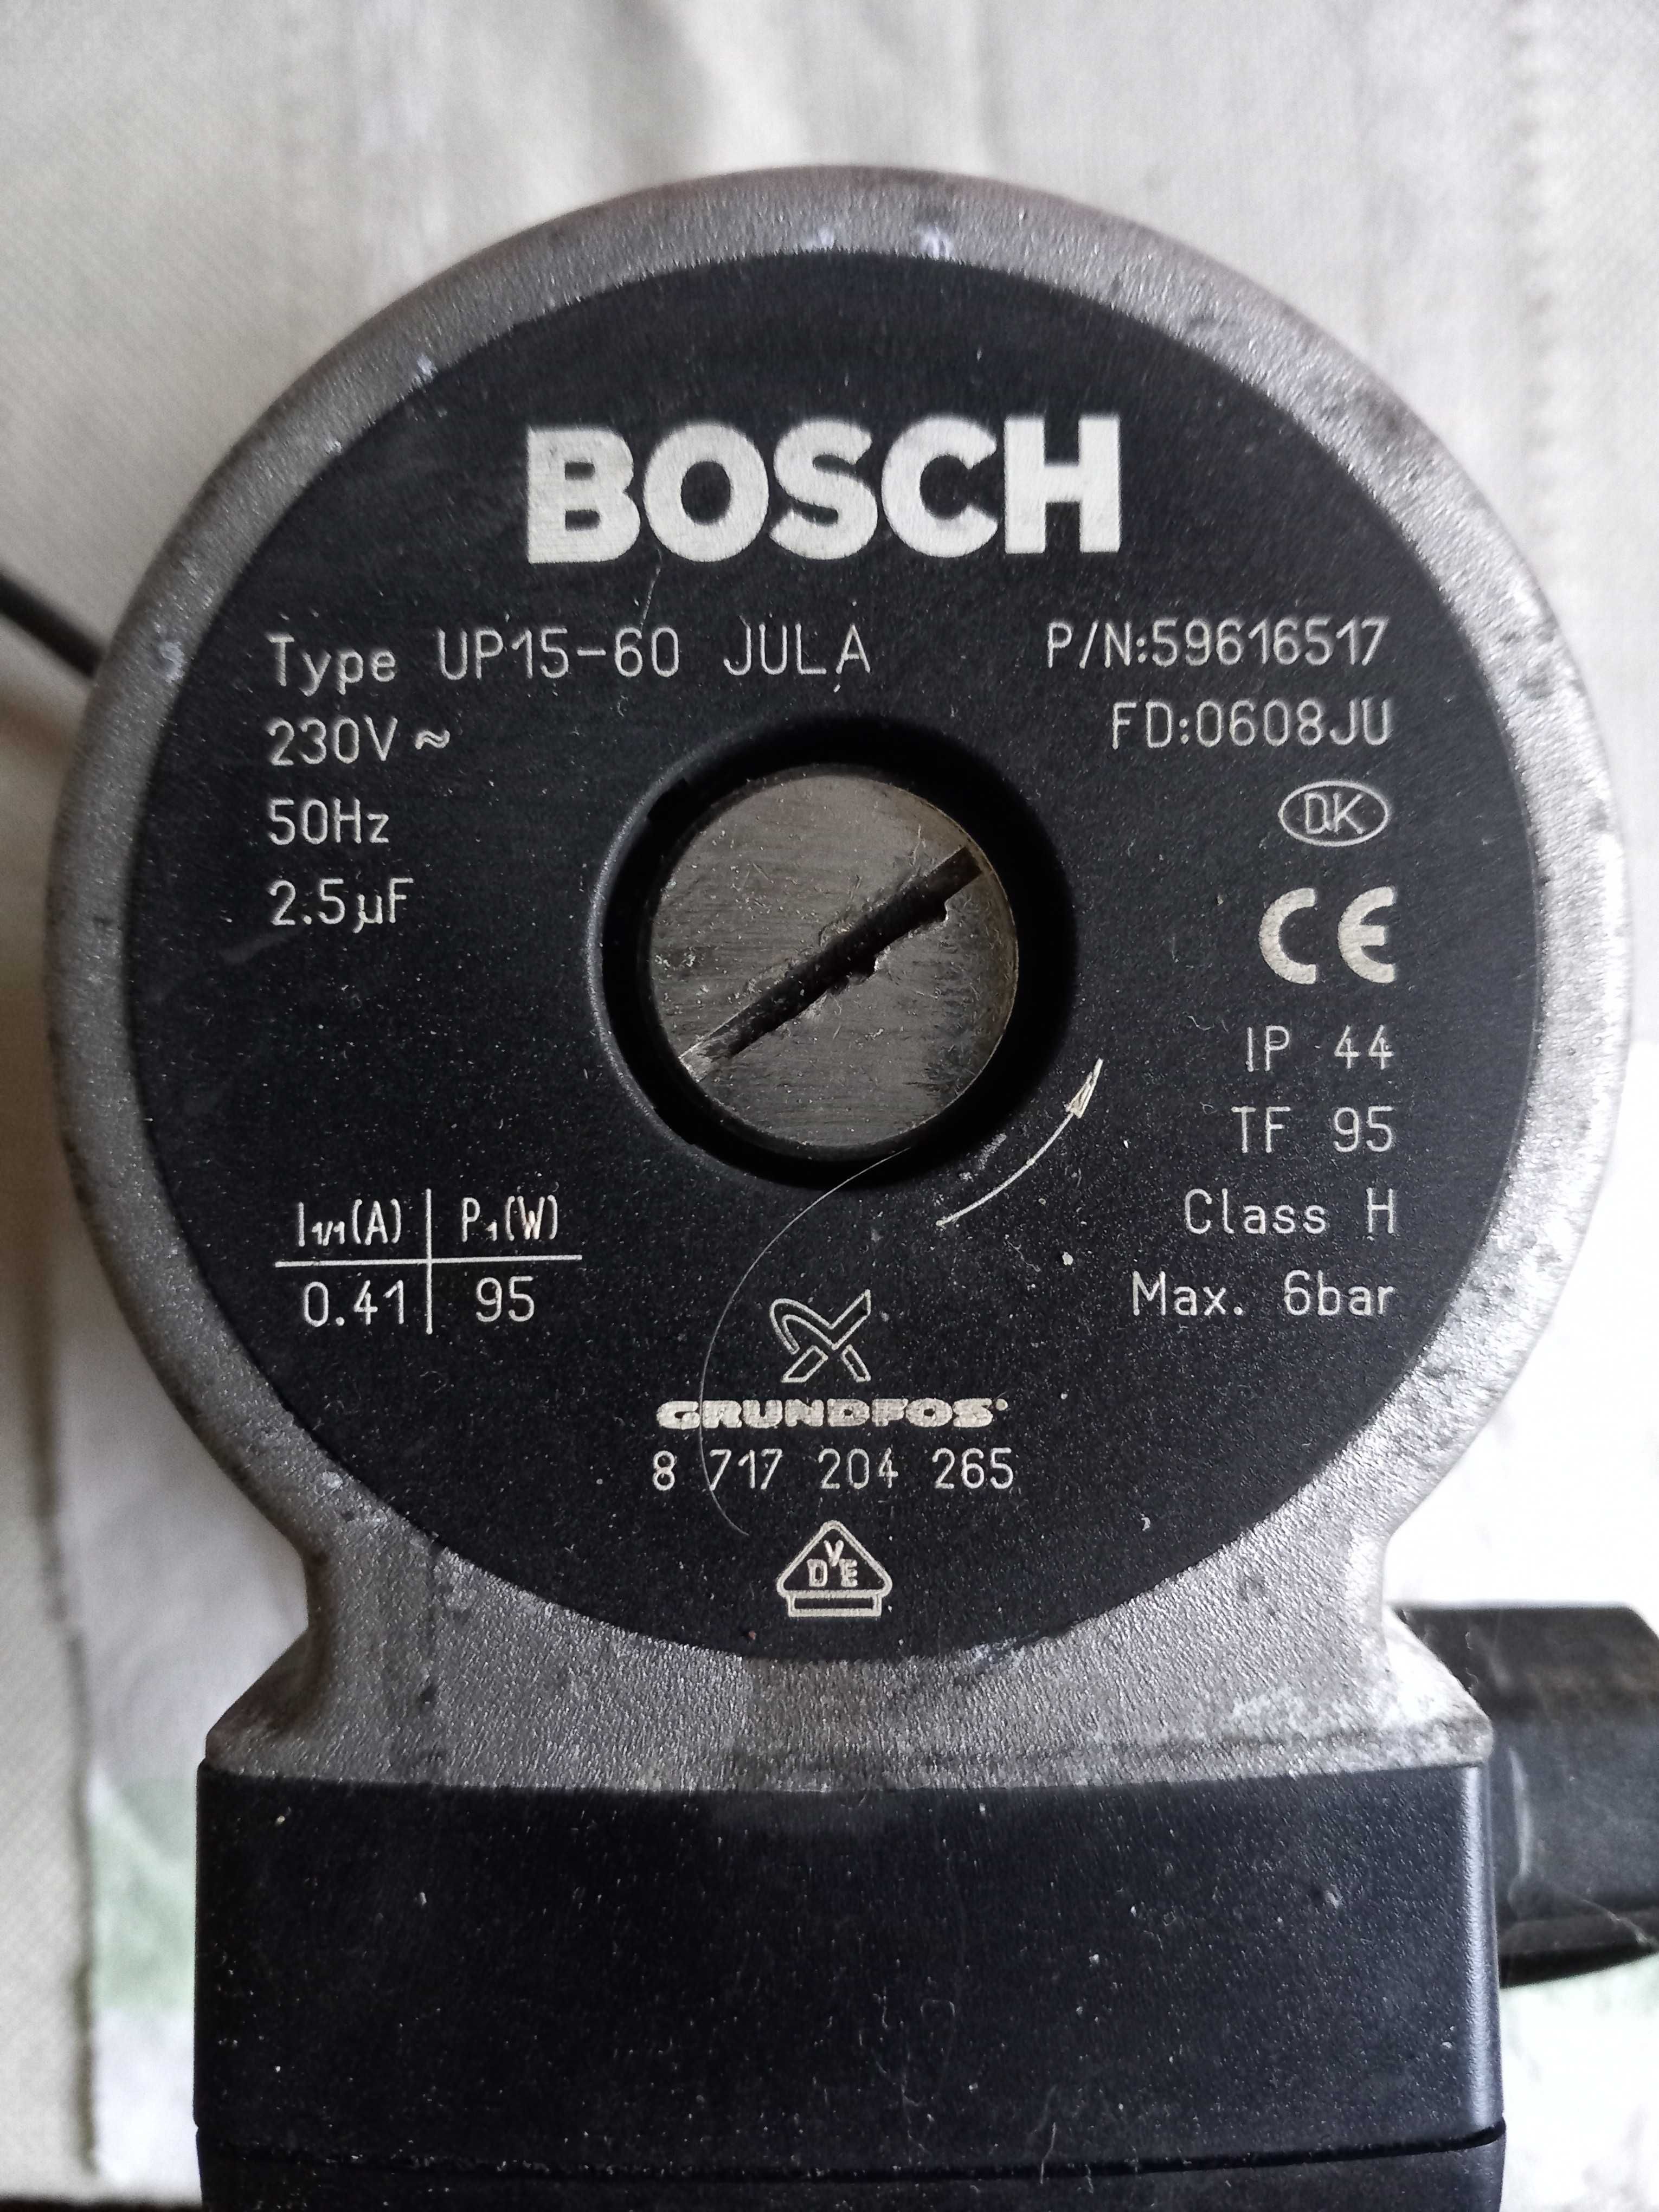 BOSCH
Type UP15-60 JULA
P/N:59616517
230V ~
FD:0608JU
50Hz
DK
2.5µF
CE
IP 44
TF 95
I1/1(A) P1(W)
Class H
0.41 95
Max. 6bar
GRUNDFOS
8 717 204 265
DVE